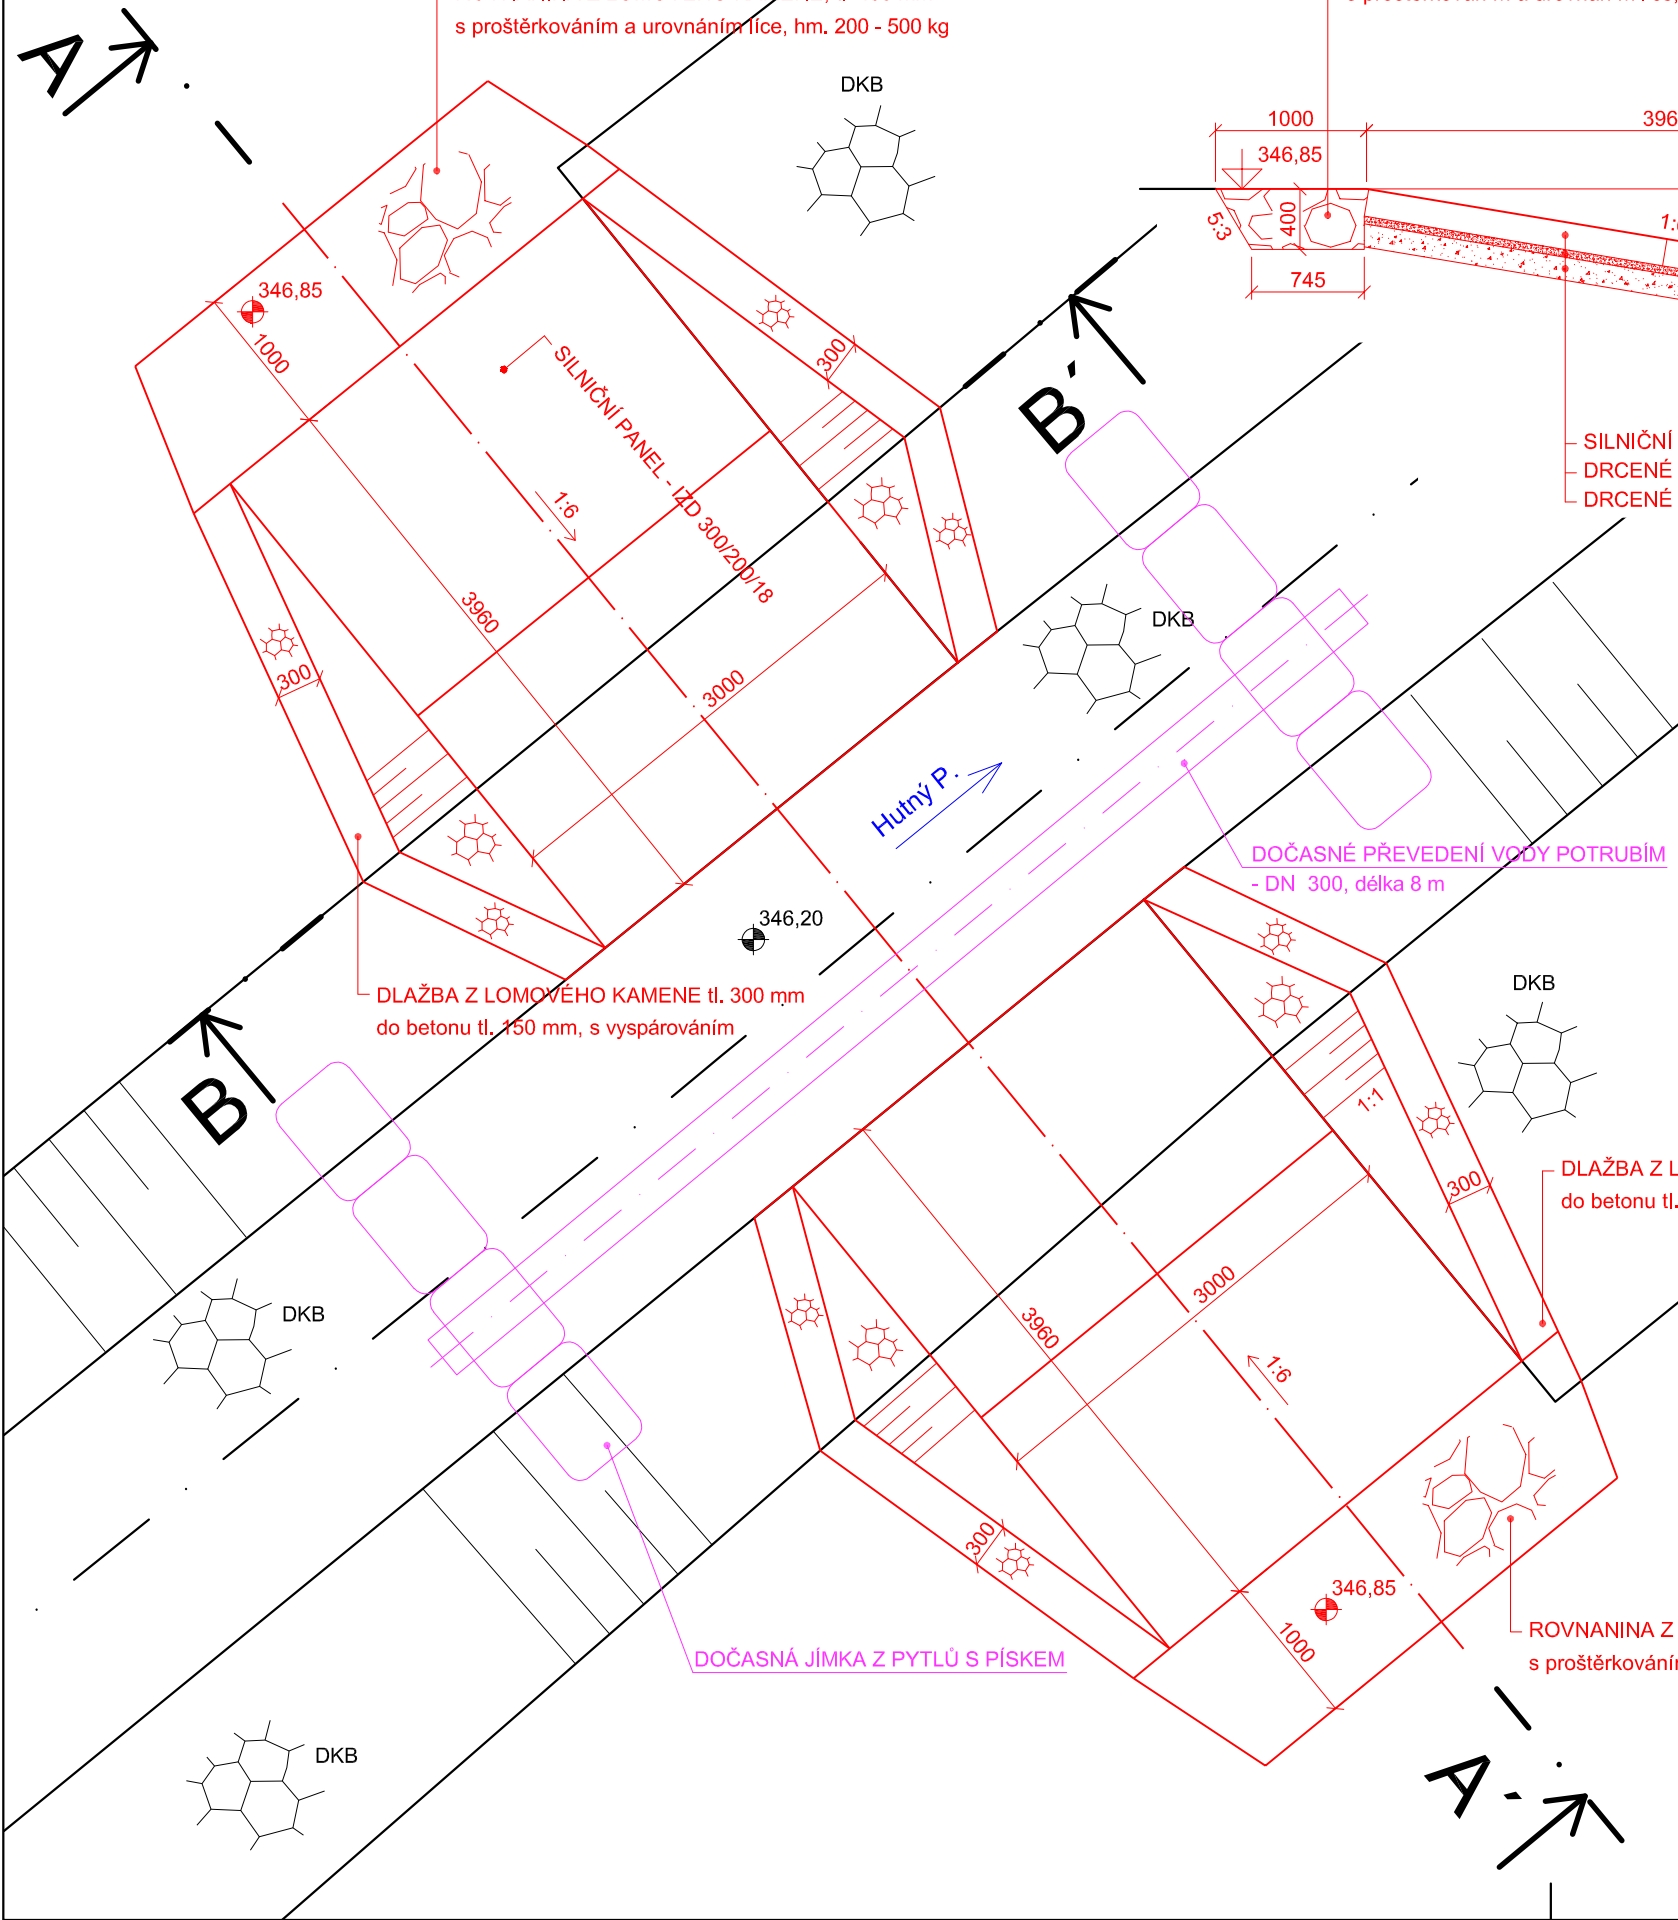 s proštěrkováním a urovnáním líce, hm. 200 - 500 kg
A
DKB
1000
396
346,85
5:3
400
745
346,85
1000
SILNIČNÍ PANEL - IZD 300/200/18
300
B´
SILNIČNÍ
DRCENÉ
DRCENÉ
1:6
3960
3000
300
DKB
Hutný P.
DOČASNÉ PŘEVEDENÍ VODY POTRUBÍM
- DN 300, délka 8 m
346,20
DLAŽBA Z LOMOVÉHO KAMENE tl. 300 mm
do betonu tl. 150 mm, s vyspárováním
DKB
B
1:1
300
DLAŽBA Z L
do betonu tl.
3000
3960
1:6
DKB
300
346,85
1000
ROVNANINA Z
s proštěrkování
DOČASNÁ JÍMKA Z PYTLŮ S PÍSKEM
DKB
A´